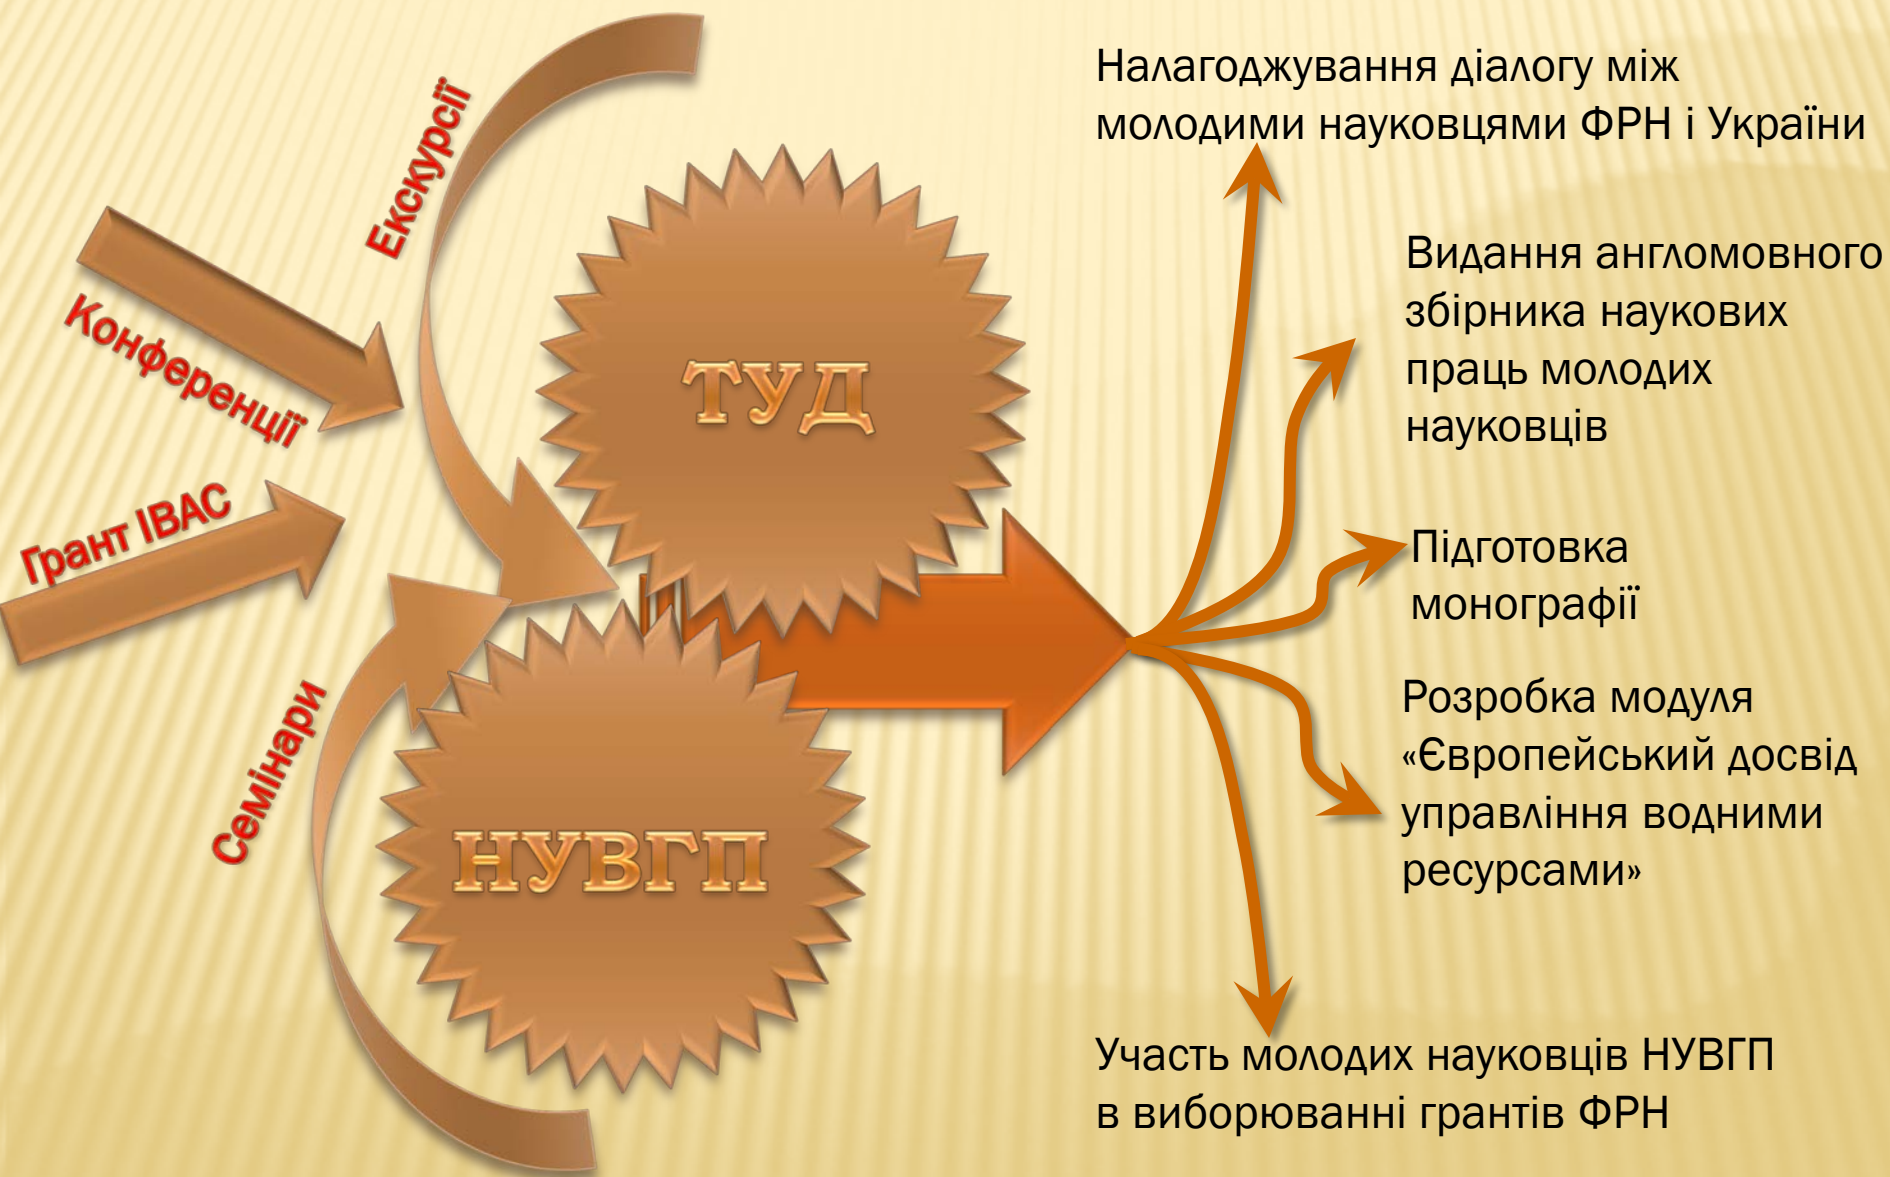 Екскурсії
Конференції
Грант ІВАС
Семінари
ТУД
НУВГП
Налагоджування діалогу між
молодими науковцями ФРН і України
Видання англомовного
збірника наукових
праць молодих
науковців
Підготовка
монографії
Розробка модуля
«Європейський досвід
управління водними
ресурсами»
Участь молодих науковців НУВГП
в виборюванні грантів ФРН